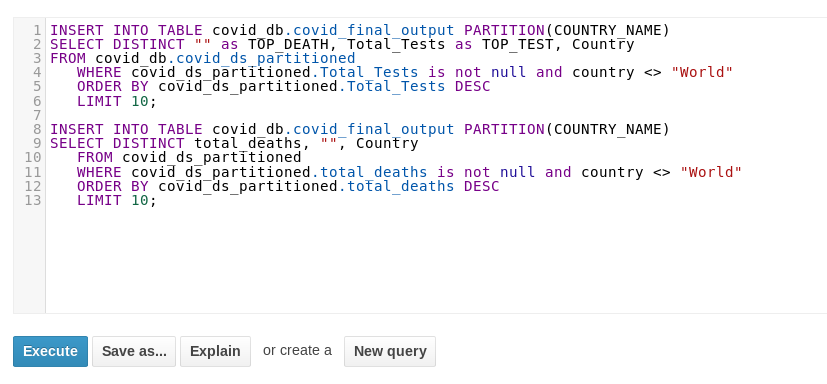 1 INSERT INTO TABLE covid_db.covid_final_output PARTITION(COUNTRY_NAME)
2 SELECT DISTINCT "" as TOP_DEATH, Total_Tests as TOP_TEST, Country
3 FROM covid_db.covid_ds_partitioned
4    WHERE covid_ds_partitioned.Total_Tests is not null and country <> "World"
5    ORDER BY covid_ds_partitioned.Total_Tests DESC
6    LIMIT 10;
7
8 INSERT INTO TABLE covid_db.covid_final_output PARTITION(COUNTRY_NAME)
9 SELECT DISTINCT total_deaths, "", Country
10    FROM covid_ds_partitioned
11    WHERE covid_ds_partitioned.total_deaths is not null and country <> "World"
12    ORDER BY covid_ds_partitioned.total_deaths DESC
13    LIMIT 10;
Execute Save as... Explain or create a New query